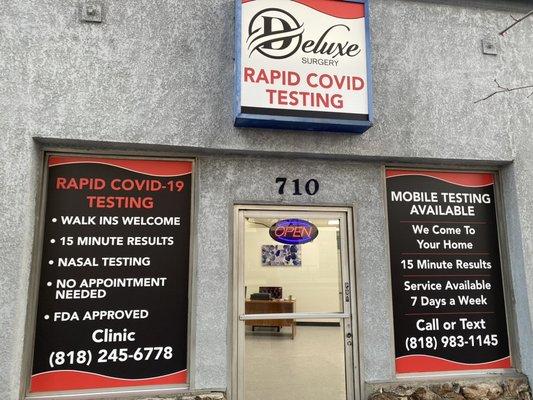 Deluxe
SURGERY
RAPID COVID
TESTING
710
OPEN
RAPID COVID-19
TESTING
• WALK INS WELCOME
• 15 MINUTE RESULTS
• NASAL TESTING
• NO APPOINTMENT
NEEDED
• FDA APPROVED
Clinic
(818) 245-6778
MOBILE TESTING
AVAILABLE
We Come To
Your Home
15 Minute Results
Service Available
7 Days a Week
Call or Text
(818) 983-1145